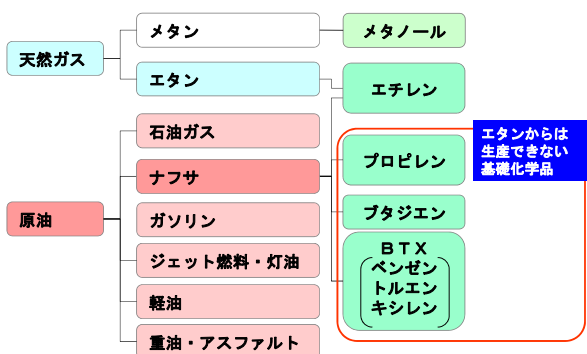 天然ガス
メタン
メタノール
エタン
エチレン
原油
石油ガス
ナフサ
ガソリン
ジェット燃料・灯油
軽油
重油・アスファルト
プロピレン
ブタジエン
ＢＴＸ
ベンゼン
トルエン
キシレン
エタンからは
生産できない
基礎化学品